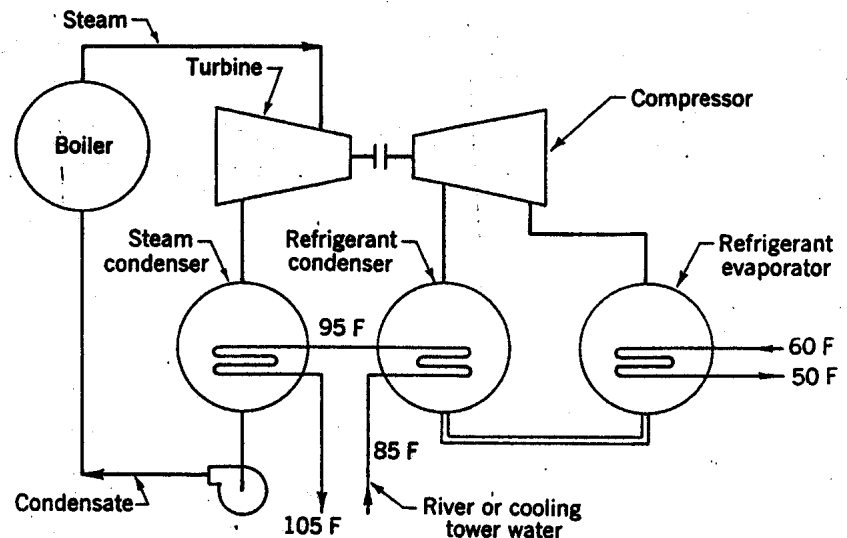 Steam
Turbine
Compressor
Boiler
Steam
condenser
Refrigerant
condenser
Refrigerant
evaporator
95 F
60 F
50 F
85 F
Condensate
105 F
River or cooling
tower water